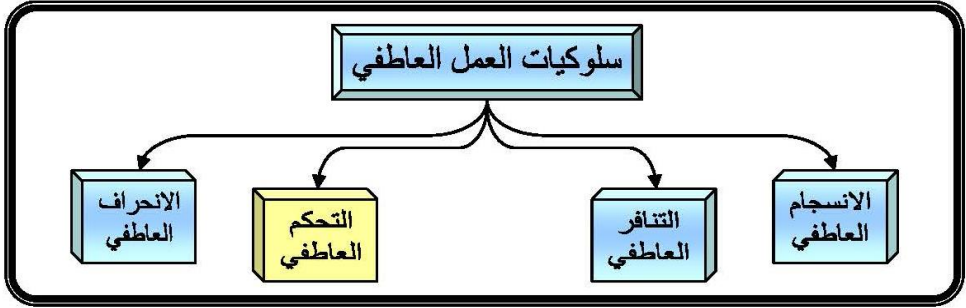 سلوكيات العمل العاطفي
الانسجام
العاطفي
التنافر
العاطفي
التحكم
العاطفي
الانحراف
العاطفي